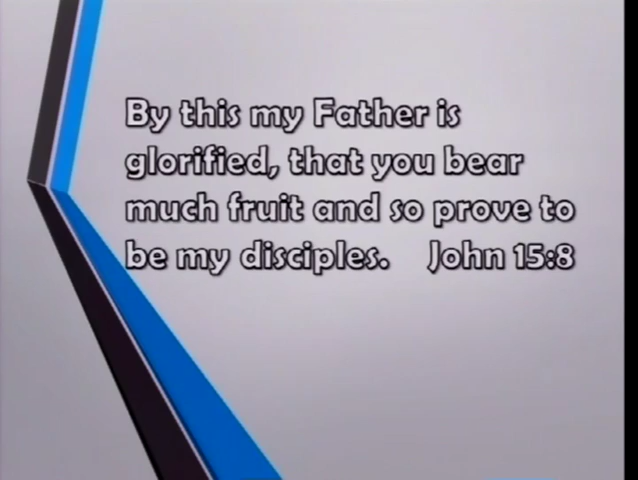 By this my Father is
glorified, that you bear
much fruit and so prove to
be my disciples. John 15:8